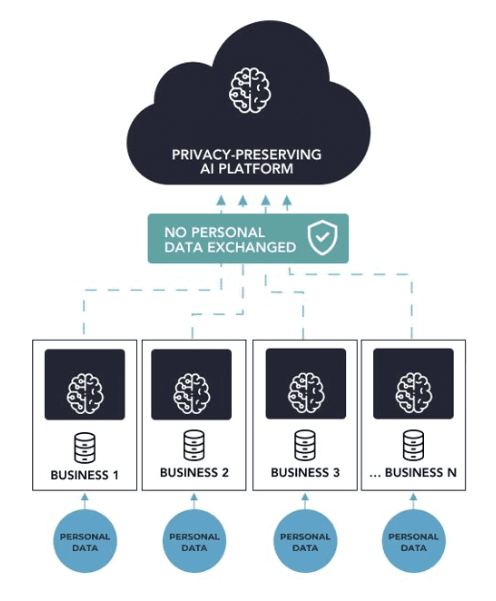 PRIVACY-PRESERVING
AI PLATFORM
NO PERSONAL
DATA EXCHANGED
BUSINESS 1
BUSINESS 2
BUSINESS 3
... BUSINESS N
PERSONAL
DATA
PERSONAL
DATA
PERSONAL
DATA
PERSONAL
DATA